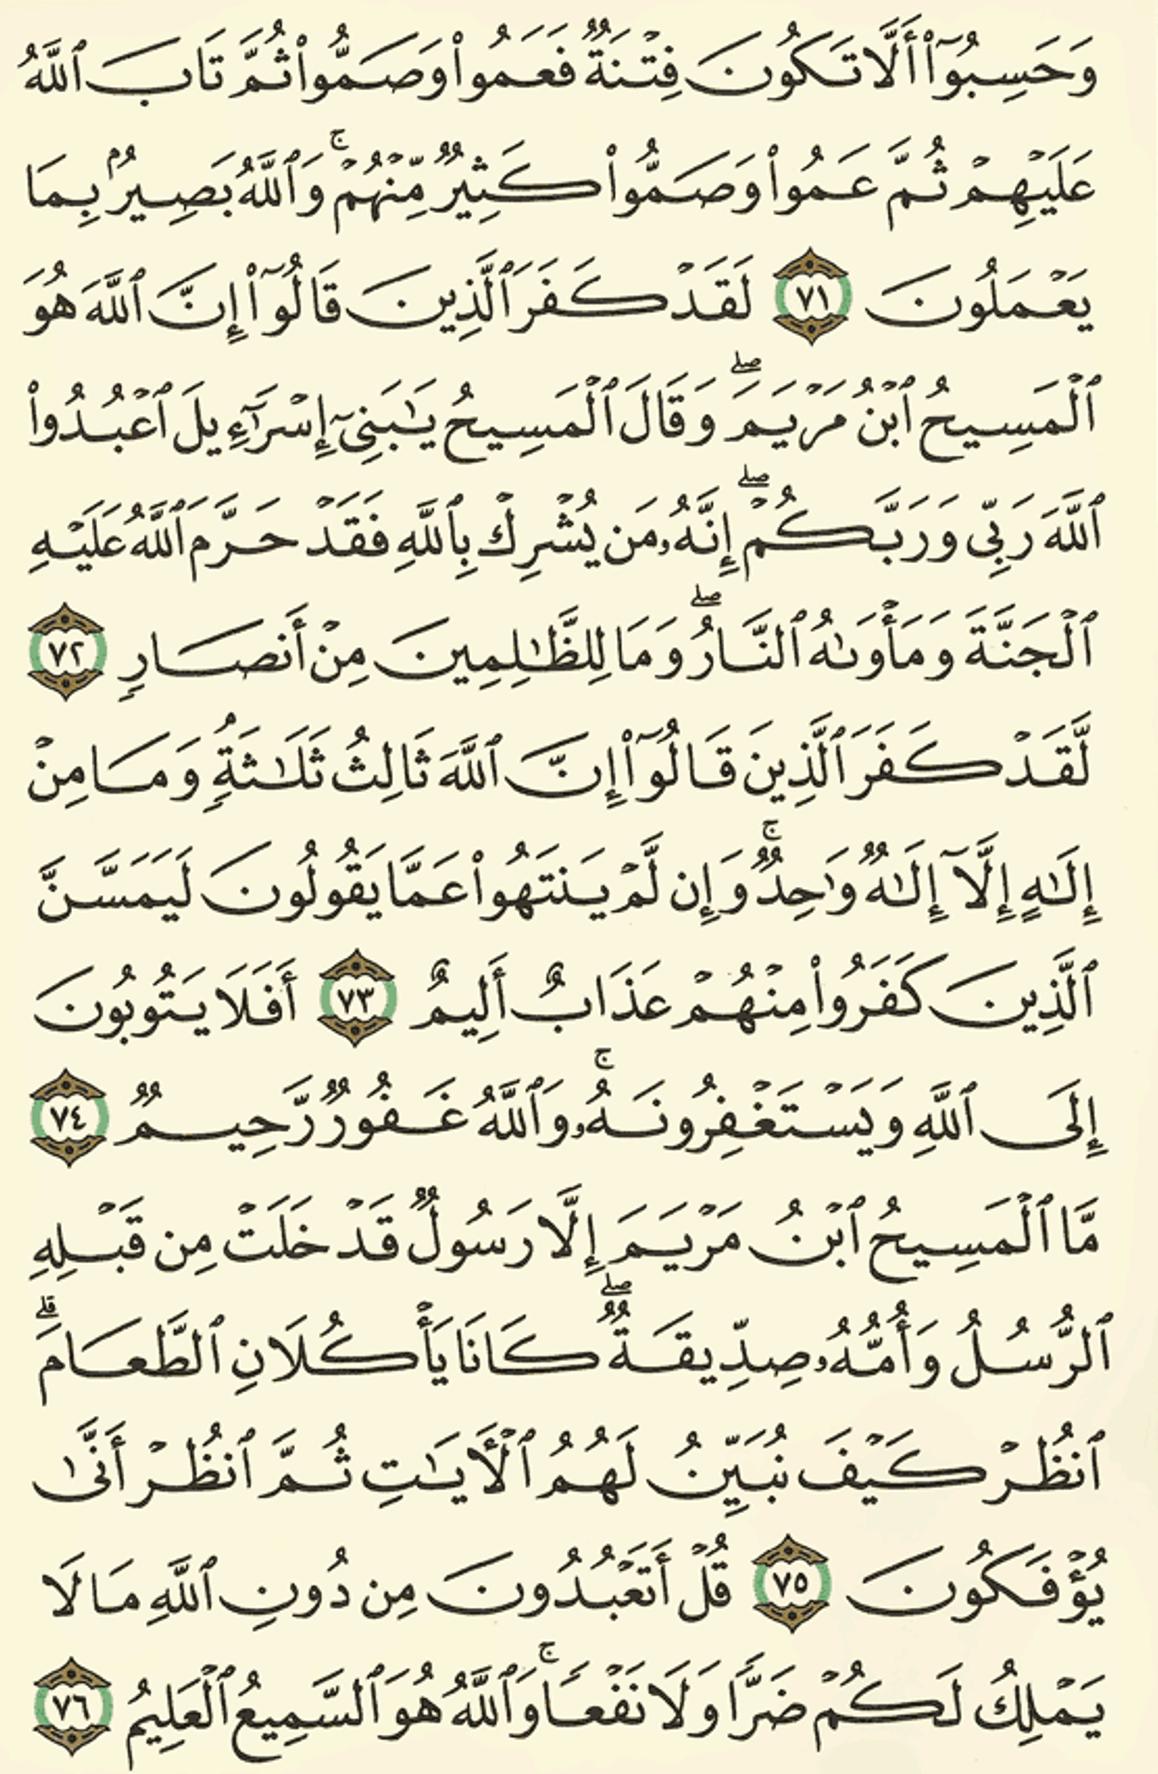 وَحَسِبُوٓا۟ أَلَّا تَكُونَ فِتْنَةٌ فَعَمُوا۟ وَصَمُّوا۟ ثُمَّ تَابَ ٱللَّهُ
عَلَيْهِمْ ثُمَّ عَمُوا۟ وَصَمُّوا۟ كَثِيرٌ مِّنْهُمْ ۚ وَٱللَّهُ بَصِيرٌۢ بِمَا
يَعْمَلُونَ ٧١ لَقَدْ كَفَرَ ٱلَّذِينَ قَالُوٓا۟ إِنَّ ٱللَّهَ هُوَ
ٱلْمَسِيحُ ٱبْنُ مَرْيَمَ ۖ وَقَالَ ٱلْمَسِيحُ يَٰبَنِىٓ إِسْرَٰٓءِيلَ ٱعْبُدُوا۟
ٱللَّهَ رَبِّى وَرَبَّكُمْ ۖ إِنَّهُۥ مَن يُشْرِكْ بِٱللَّهِ فَقَدْ حَرَّمَ ٱللَّهُ عَلَيْهِ
ٱلْجَنَّةَ وَمَأْوَىٰهُ ٱلنَّارُ ۖ وَمَا لِلظَّٰلِمِينَ مِنْ أَنصَارٍ ٧٢
لَّقَدْ كَفَرَ ٱلَّذِينَ قَالُوٓا۟ إِنَّ ٱللَّهَ ثَالِثُ ثَلَٰثَةٍۢ وَمَا مِنْ
إِلَٰهٍ إِلَّآ إِلَٰهٌ وَٰحِدٌ ۚ وَإِن لَّمْ يَنتَهُوا۟ عَمَّا يَقُولُونَ لَيَمَسَّنَّ
ٱلَّذِينَ كَفَرُوا۟ مِنْهُمْ عَذَابٌ أَلِيمٌ ٧٣ أَفَلَا يَتُوبُونَ
إِلَى ٱللَّهِ وَيَسْتَغْفِرُونَهُۥ ۚ وَٱللَّهُ غَفُورٌ رَّحِيمٌ ٧٤
مَّا ٱلْمَسِيحُ ٱبْنُ مَرْيَمَ إِلَّا رَسُولٌ قَدْ خَلَتْ مِن قَبْلِهِ
ٱلرُّسُلُ وَأُمُّهُۥ صِدِّيقَةٌ ۖ كَانَا يَأْكُلَانِ ٱلطَّعَامَ ۗ
ٱنظُرْ كَيْفَ نُبَيِّنُ لَهُمُ ٱلْءَايَٰتِ ثُمَّ ٱنظُرْ أَنَّىٰ
يُؤْفَكُونَ ٧٥ قُلْ أَتَعْبُدُونَ مِن دُونِ ٱللَّهِ مَا لَا
يَمْلِكُ لَكُمْ ضَرًّا وَلَا نَفْعًا ۚ وَٱللَّهُ هُوَ ٱلسَّمِيعُ ٱلْعَلِيمُ ٧٦